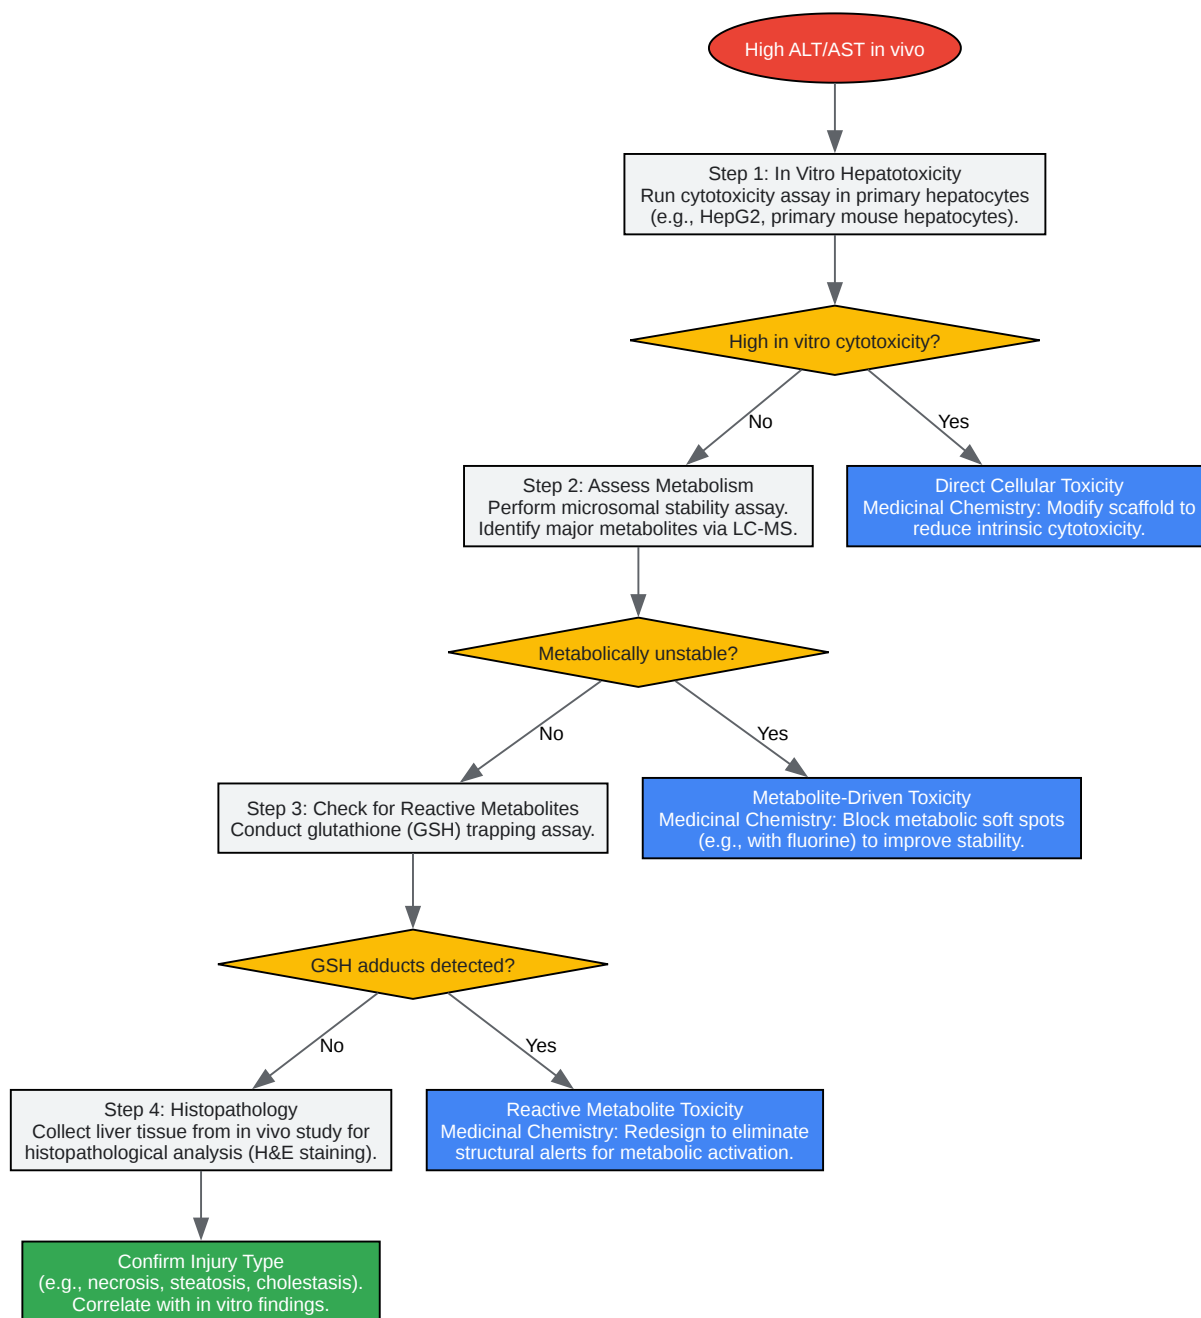 High ALT/AST in vivo
Step 1: In Vitro Hepatotoxicity
Run cytotoxicity assay in primary hepatocytes
(e.g., HepG2, primary mouse hepatocytes).
High in vitro cytotoxicity?
No
Yes
Step 2: Assess Metabolism
Perform microsomal stability assay.
Identify major metabolites via LC-MS.
Direct Cellular Toxicity
Medicinal Chemistry: Modify scaffold to
reduce intrinsic cytotoxicity.
Metabolically unstable?
No
Yes
Step 3: Check for Reactive Metabolites
Conduct glutathione (GSH) trapping assay.
Metabolite-Driven Toxicity
Medicinal Chemistry: Block metabolic soft spots
(e.g., with fluorine) to improve stability.
GSH adducts detected?
No
Yes
Step 4: Histopathology
Collect liver tissue from in vivo study for
histopathological analysis (H&E staining).
Reactive Metabolite Toxicity
Medicinal Chemistry: Redesign to eliminate
structural alerts for metabolic activation.
Confirm Injury Type
(e.g., necrosis, steatosis, cholestasis).
Correlate with in vitro findings.